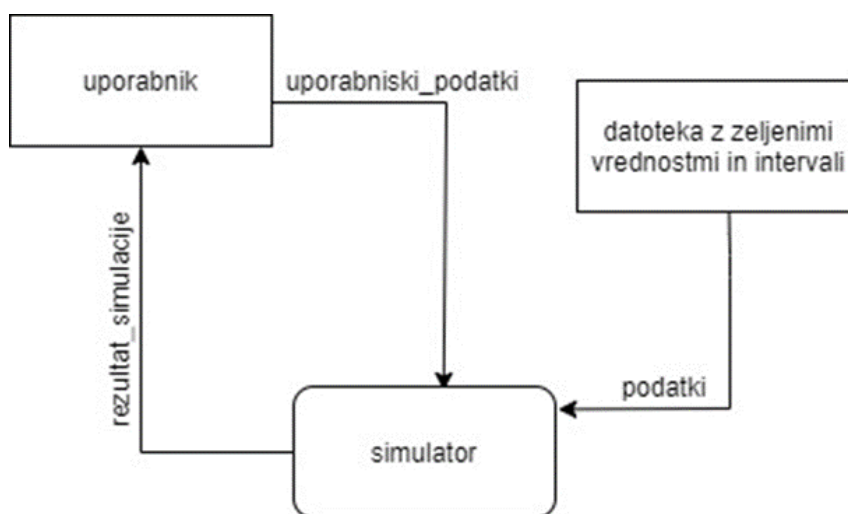 uporabnik
uporabniski_podatki
datoteka z zeljenimi
vrednostmi in intervali
rezultat_simulacije
podatki
simulator